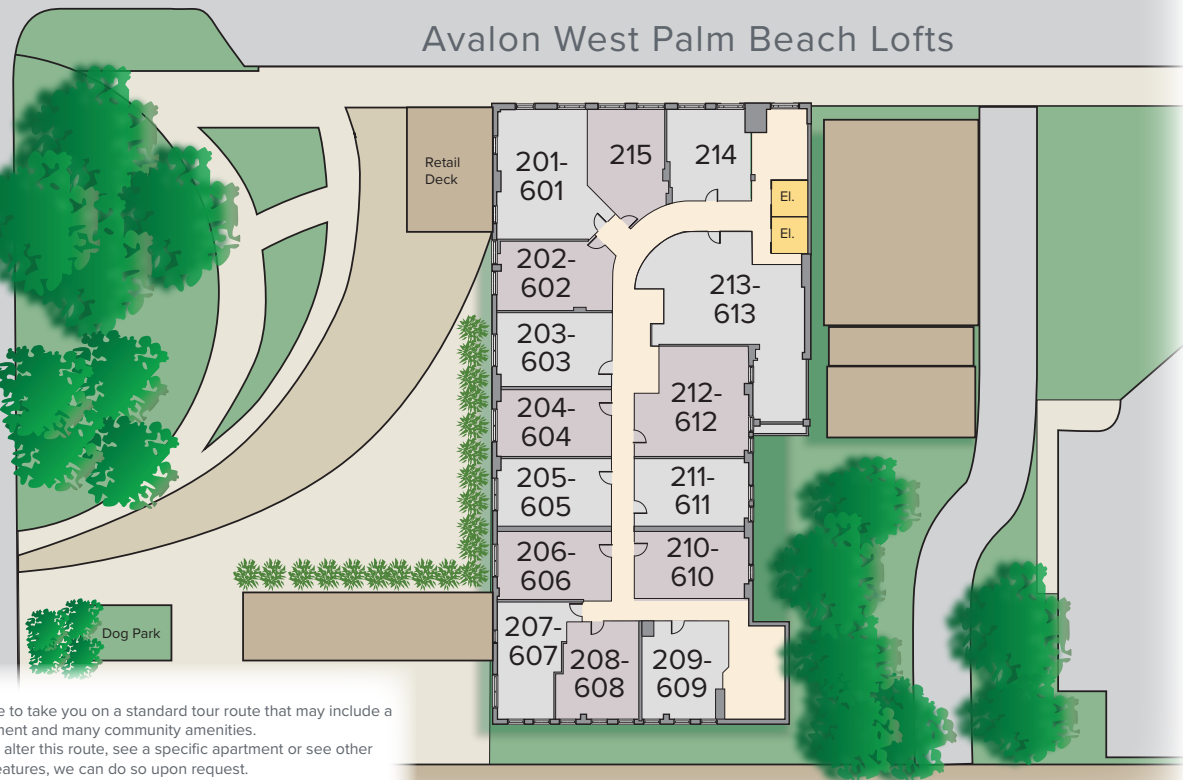 Avalon West Palm Beach Lofts
Retail
Deck
201-
601
215
214
El.
El.
202-
602
213-
613
203-
603
204-
604
212-
612
205-
605
211-
611
206-
606
210-
610
207-
607
208-
608
209-
609
Dog Park
e to take you on a standard tour route that may include a
ment and many community amenities.
alter this route, see a specific apartment or see other
eatures, we can do so upon request.